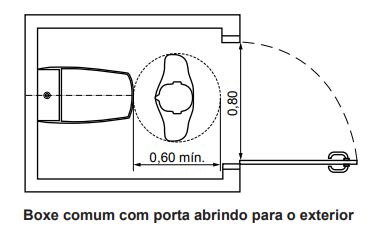 0,80
0,60 mín.
Boxe comum com porta abrindo para o exterior